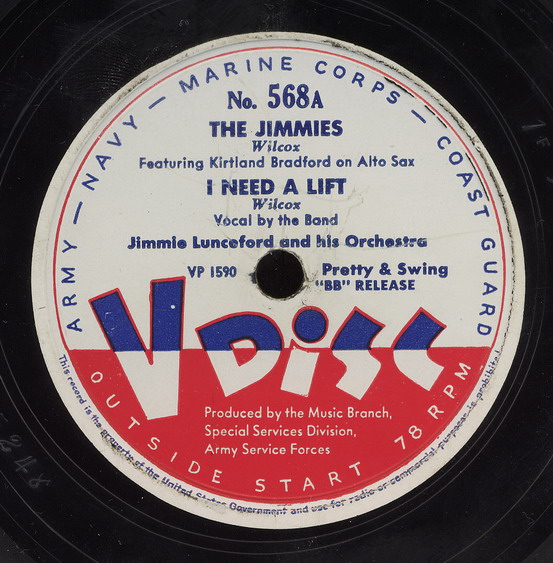 ARMY — NAVY — MARINE CORPS — COAST GUARD
No. 568A
THE JIMMIES
Wilcox
Featuring Kirtland Bradford on Alto Sax
I NEED A LIFT
Wilcox
Vocal by the Band
Jimmie Lunceford and his Orchestra
VP 1590
Pretty & Swing
"BB" RELEASE
V DISC
Produced by the Music Branch,
Special Services Division,
Army Service Forces
OUTSIDE START 78 RPM
This record is the property of the United States Government and use for radio or commercial purposes is prohibited
248